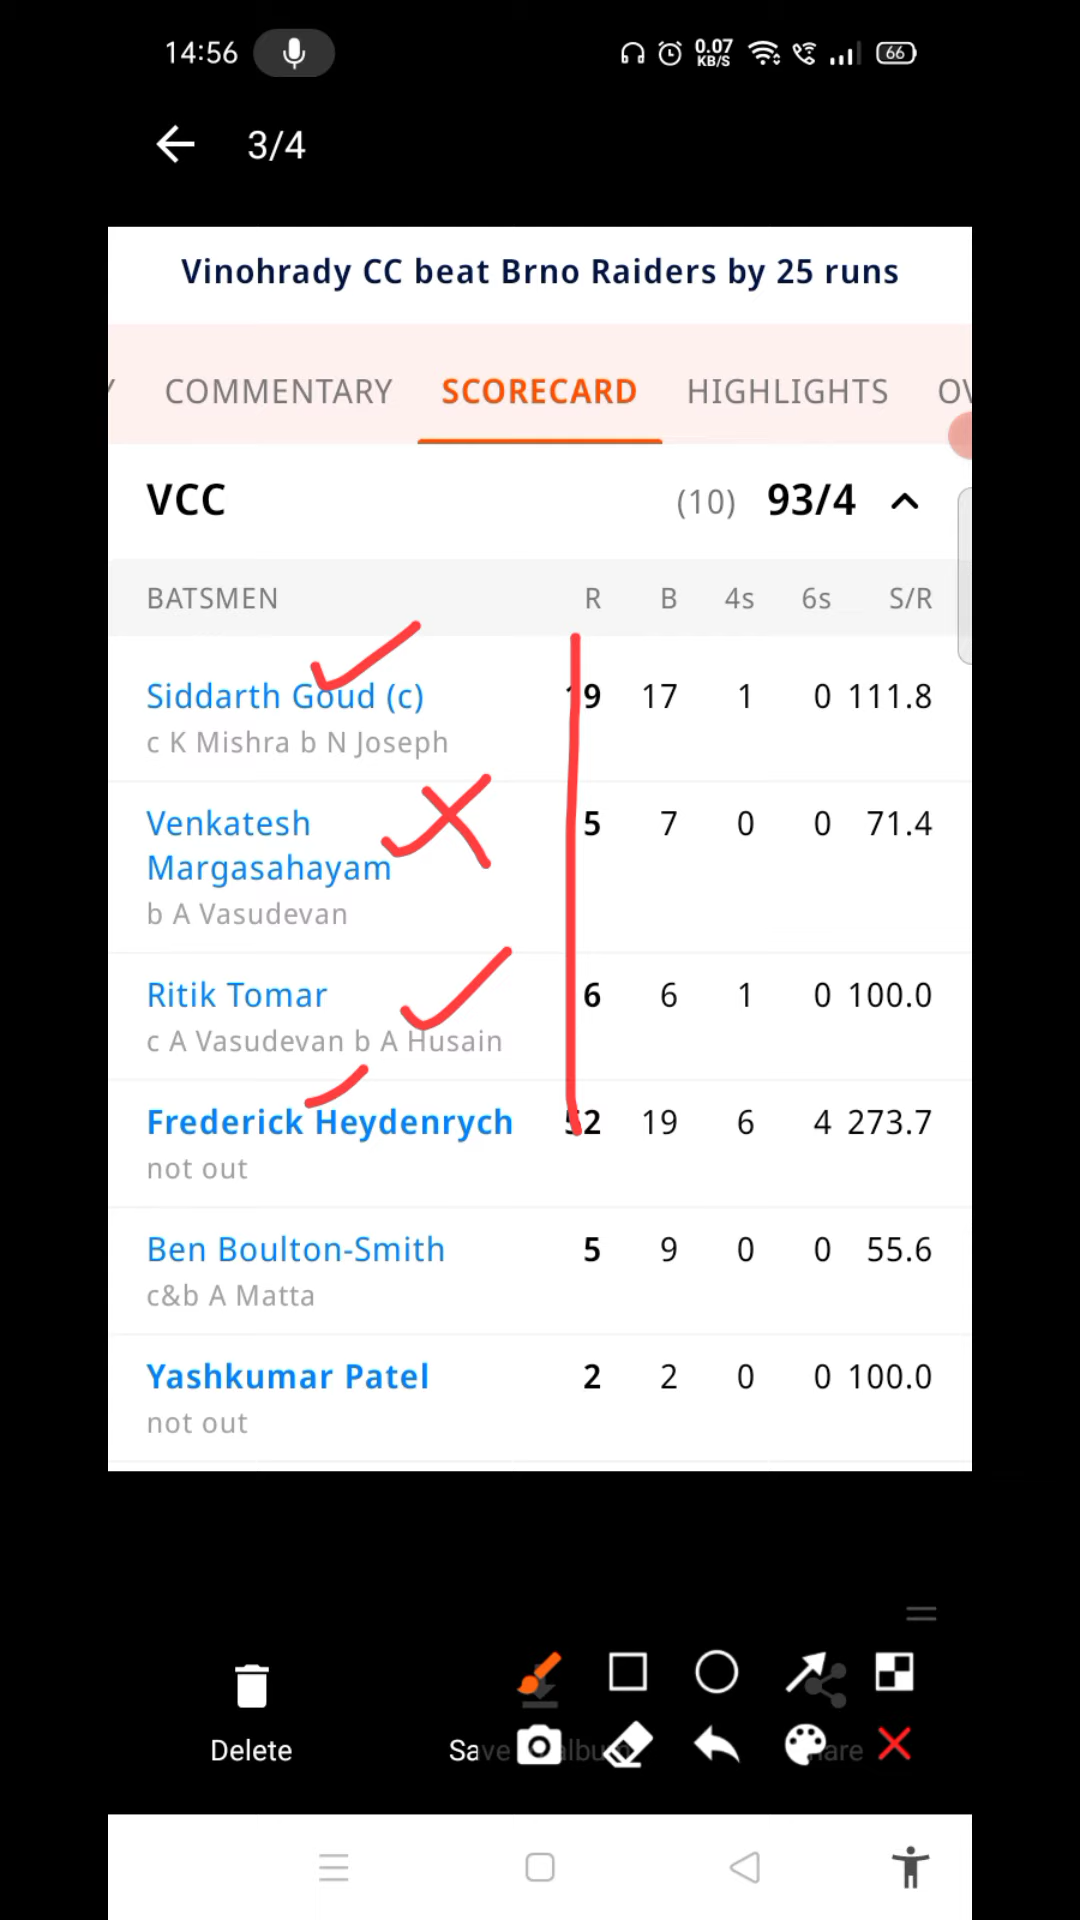 14:56 0.07 KB/S 66
3/4
Vinohrady CC beat Brno Raiders by 25 runs
COMMENTARY SCORECARD HIGHLIGHTS
VCC (10) 93/4
BATSMEN R B 4s 6s S/R
Siddarth Goud (c) 19 17 1 0 111.8
c K Mishra b N Joseph
Venkatesh 5 7 0 0 71.4
Margasahayam
b A Vasudevan
Ritik Tomar 6 6 1 0 100.0
c A Vasudevan b A Husain
Frederick Heydenrych 52 19 6 4 273.7
not out
Ben Boulton-Smith 5 9 0 0 55.6
c&b A Matta
Yashkumar Patel 2 2 0 0 100.0
not out
Delete Save